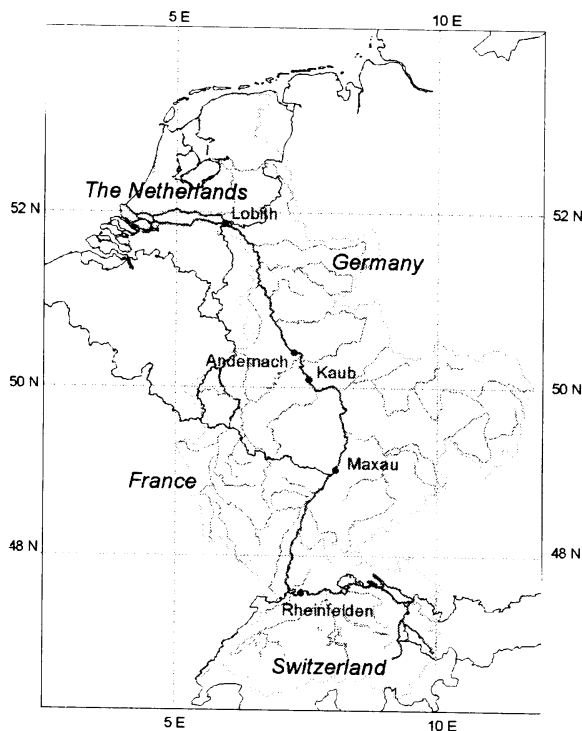 5 E
10 E
The Netherlands
52 N
Lobith
52 N
Germany
Andernach
Kaub
50 N
50 N
Maxau
France
48 N
48 N
Rheinfelden
Switzerland
5 E
10 E